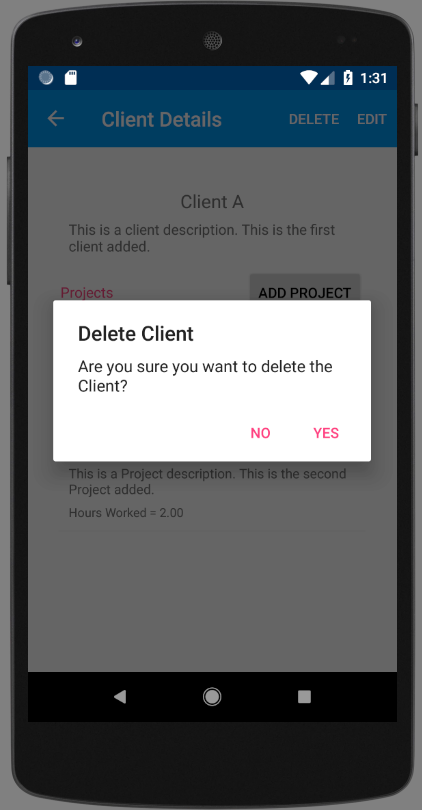 1:31
Client Details DELETE EDIT
Client A
This is a client description. This is the first
client added.
Projects ADD PROJECT
Delete Client
Are you sure you want to delete the
Client?
NO YES
This is a Project description. This is the second
Project added.
Hours Worked = 2.00